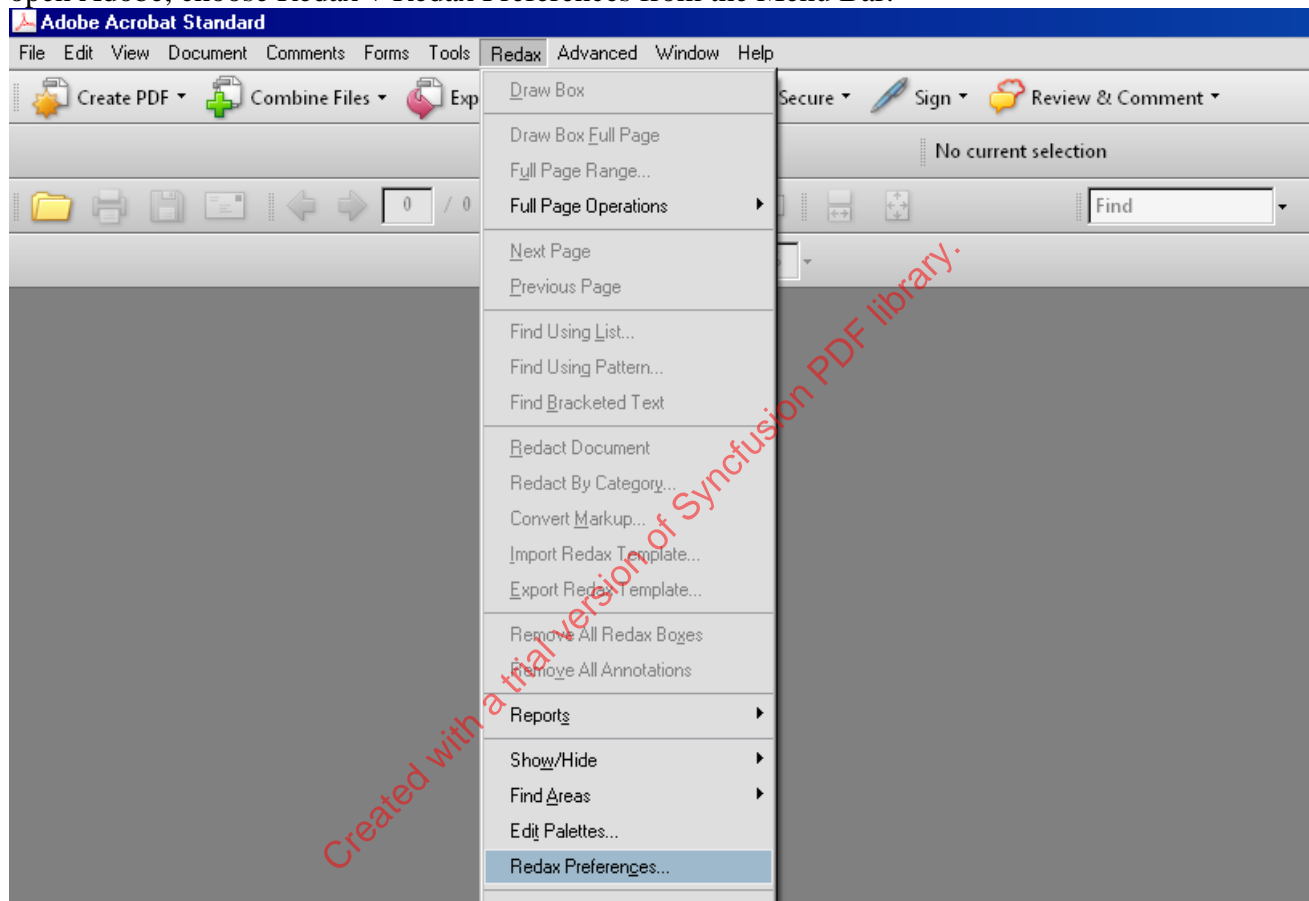 Adobe Acrobat Standard
File Edit View Document Comments Forms Tools Redax Advanced Window Help
Create PDF Combine Files Exp Secure Sign Review & Comment
No current selection
0 / 0 Find
Draw Box
Draw Box Full Page
Full Page Range...
Full Page Operations
Next Page
Previous Page
Find Using List...
Find Using Pattern...
Find Bracketed Text
Redact Document
Redact By Category...
Convert Markup...
Import Redax Template...
Export Redax Template...
Remove All Redax Boxes
Remove All Annotations
Reports
Show/Hide
Find Areas
Edit Palettes...
Redax Preferences...
Created with a trial version of Syncfusion PDF library.